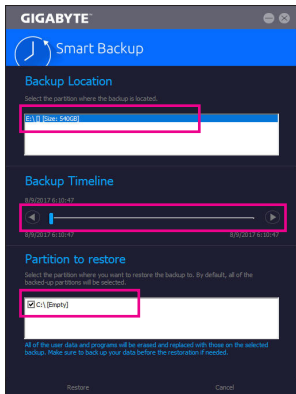 GIGABYTE™
Smart Backup
Backup Location
Select the partition where the backup is located.
E:\ [] [Size: 540GB]
Backup Timeline
8/9/2017 6:10:47
8/9/2017 6:10:47 8/9/2017 6:10:47
Partition to restore
Select the partition where you want to restore the backup to. By default, all of the
backed-up partitions will be selected.
C:\ [Empty]
All of the user data and programs will be erased and replaced with those on the selected
backup. Make sure to back up your data before the restoration if needed.
Restore Cancel